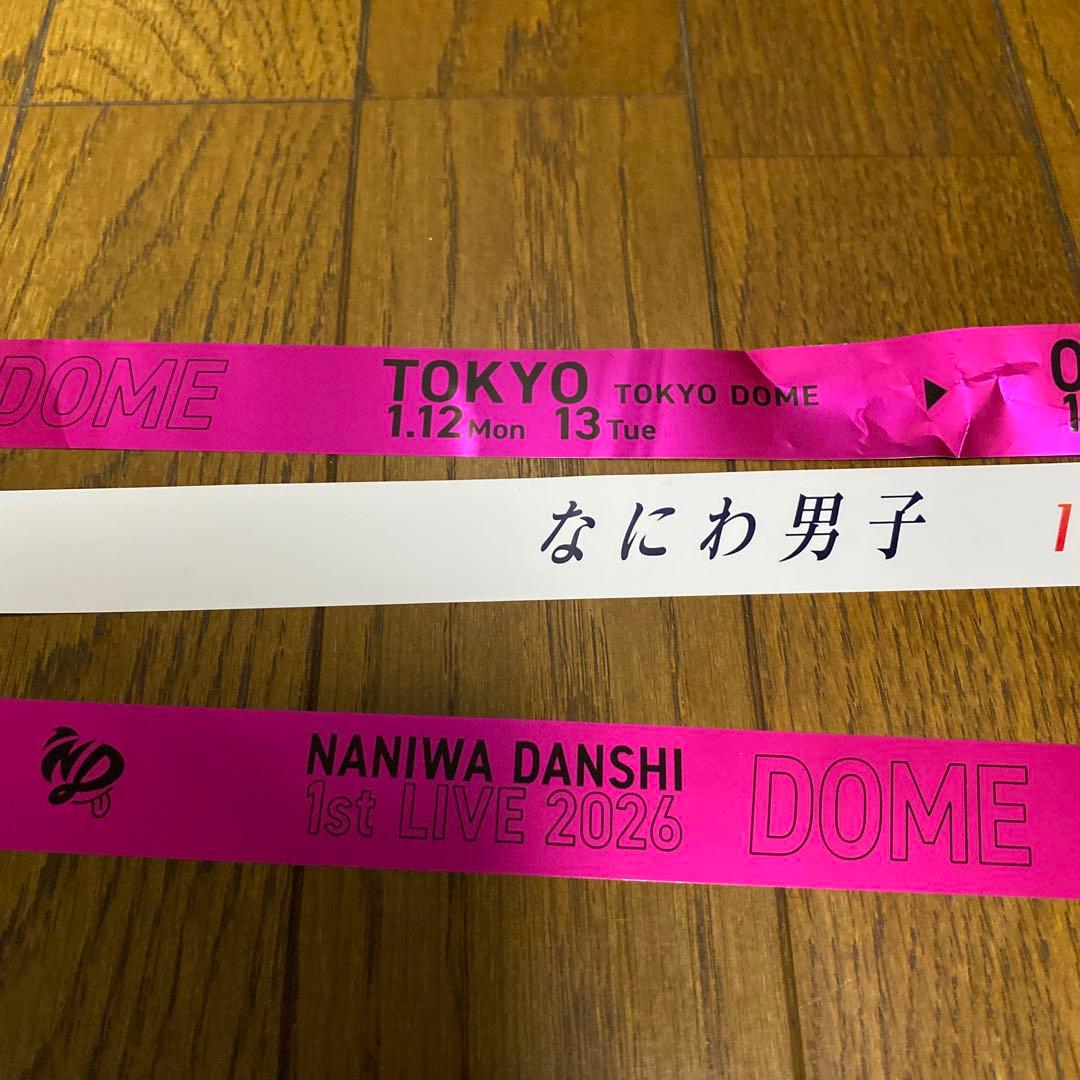 DOME
TOKYO TOKYO DOME
1.12 Mon 13 Tue
なにわ男子 1
NANIWA DANSHI
1st LIVE 2026
DOME